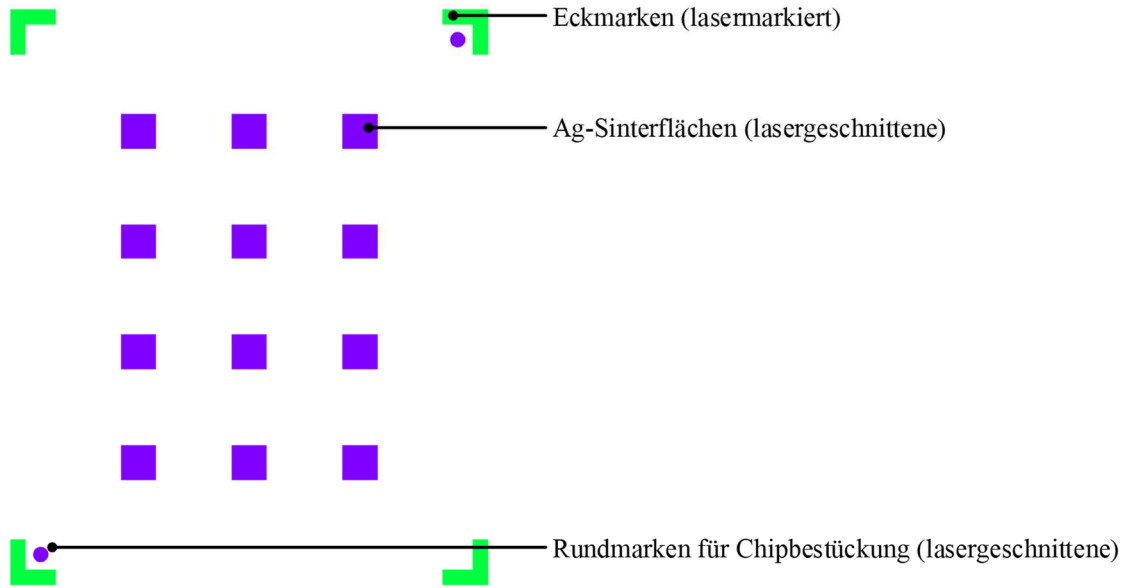 Eckmarken (lasermarkiert)
Ag-Sinterflächen (lasergeschnittene)
Rundmarken für Chipbestückung (lasergeschnittene)